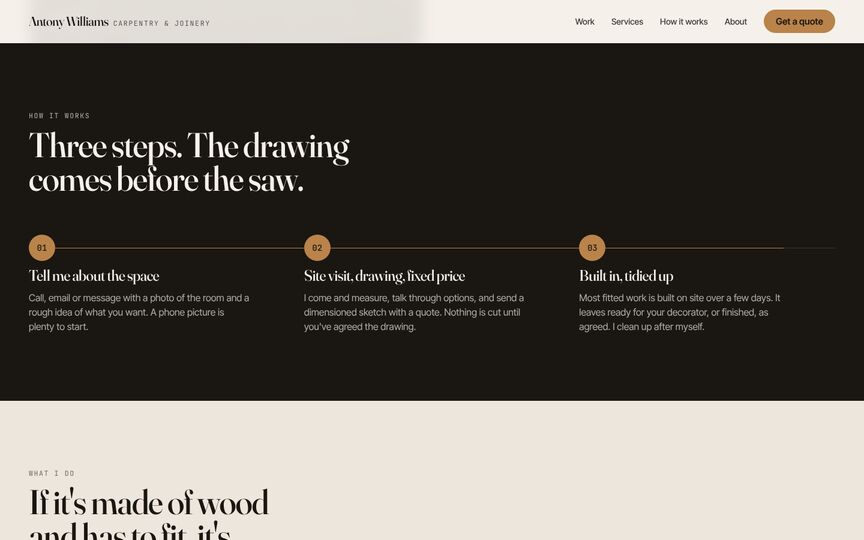 Antony Williams CARPENTRY & JOINERY
Work Services How it works About Get a quote
HOW IT WORKS
Three steps. The drawing
comes before the saw.
01 02 03
Tell me about the space
Call, email or message with a photo of the room and a
rough idea of what you want. A phone picture is
plenty to start.
Site visit, drawing, fixed price
I come and measure, talk through options, and send a
dimensioned sketch with a quote. Nothing is cut until
you've agreed the drawing.
Built in, tidied up
Most fitted work is built on site over a few days. It
leaves ready for your decorator, or finished, as
agreed. I clean up after myself.
WHAT I DO
If it's made of wood
and has to fit, it's